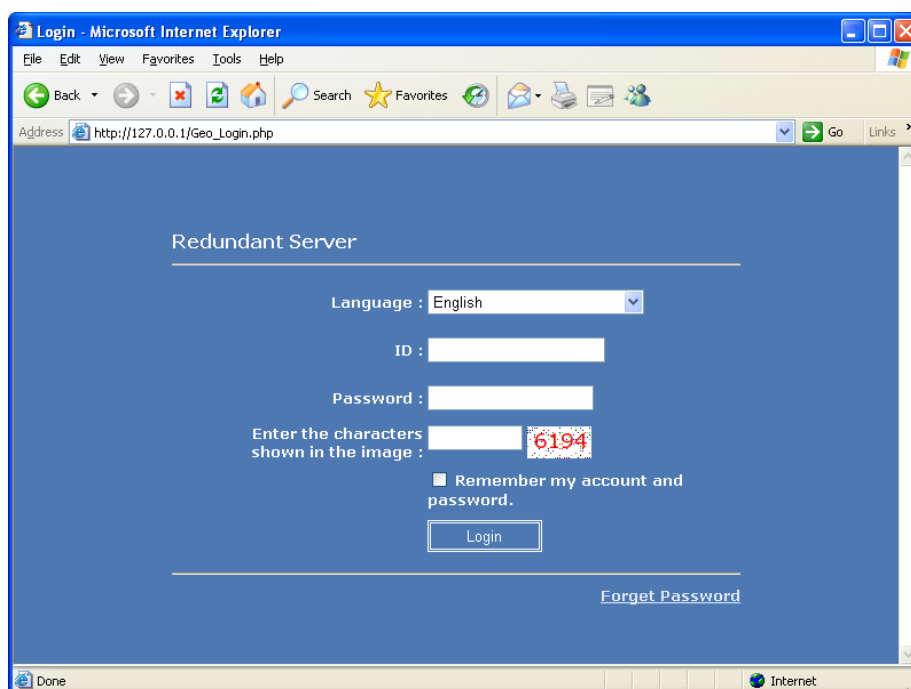 Login - Microsoft Internet Explorer
File Edit View Favorites Tools Help
Back Search Favorites
Address http://127.0.0.1/Geo_Login.php Go Links
Redundant Server
Language : English
ID :
Password :
Enter the characters
shown in the image : 6194
Remember my account and
password.
Login
Forget Password
Done Internet